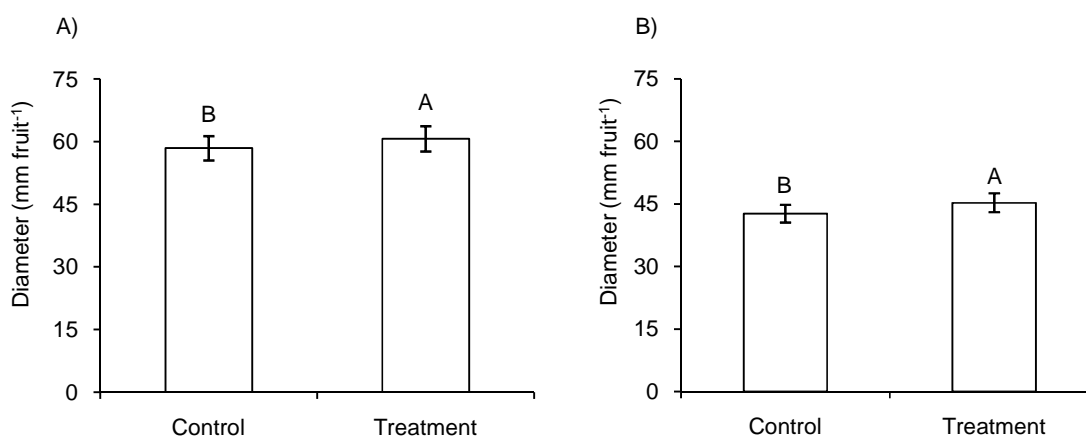 A)
Diameter (mm fruit⁻¹)
75
60
45
30
15
0
B
A
Control
Treatment
B)
Diameter (mm fruit⁻¹)
75
60
45
30
15
0
B
A
Control
Treatment